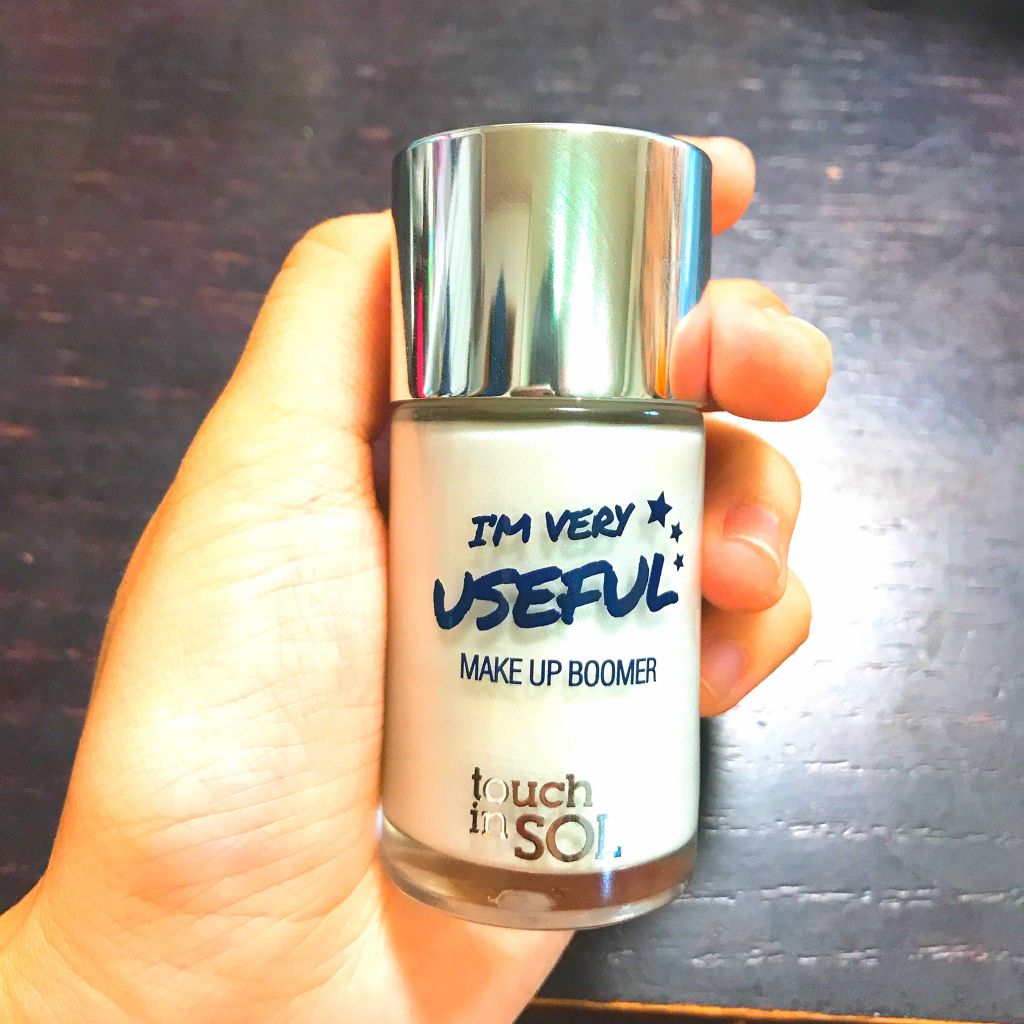 I'M VERY
USEFUL
MAKE UP BOOMER
touch
in SOL